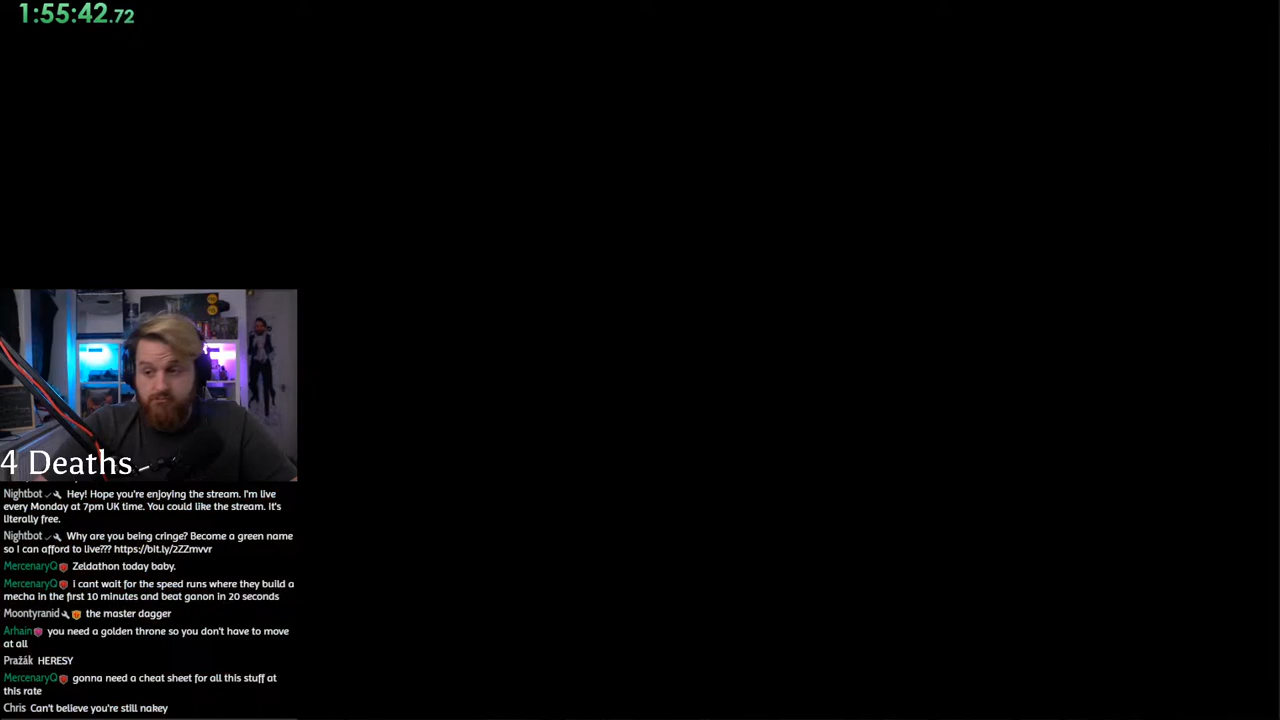 1:55:42.72
4 Deaths
Nightbot Hey! Hope you're enjoying the stream. I'm live
every Monday at 7pm UK time. You could like the stream. It's
literally free.
Nightbot Why are you being cringe? Become a green name
so I can afford to live??? https://bit.ly/2ZZmvvr
MercenaryQ Zeldathon today baby.
MercenaryQ i cant wait for the speed runs where they build a
mecha in the first 10 minutes and beat ganon in 20 seconds
Moontyranid the master dagger
Arhain you need a golden throne so you don't have to move
at all
Pražák HERESY
MercenaryQ gonna need a cheat sheet for all this stuff at
this rate
Chris Can't believe you're still nakey